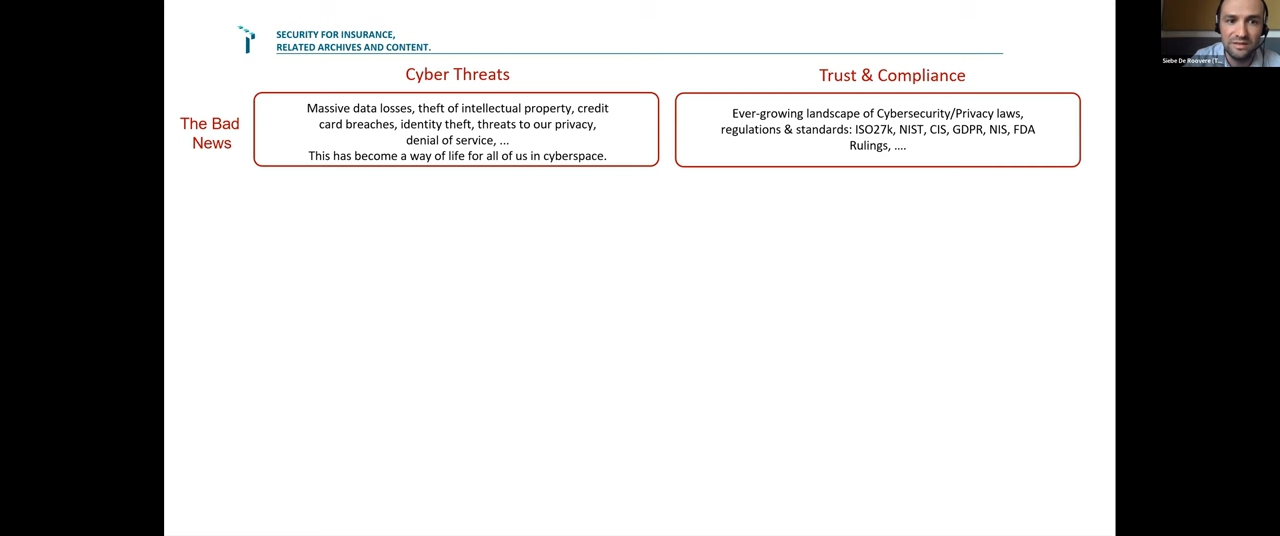 SECURITY FOR INSURANCE,
RELATED ARCHIVES AND CONTENT.
Cyber Threats
Trust & Compliance
The Bad
News
Massive data losses, theft of intellectual property, credit
card breaches, identity theft, threats to our privacy,
denial of service, ...
This has become a way of life for all of us in cyberspace.
Ever-growing landscape of Cybersecurity/Privacy laws,
regulations & standards: ISO27k, NIST, CIS, GDPR, NIS, FDA
Rulings, ....
Siebe De Roovere (T...